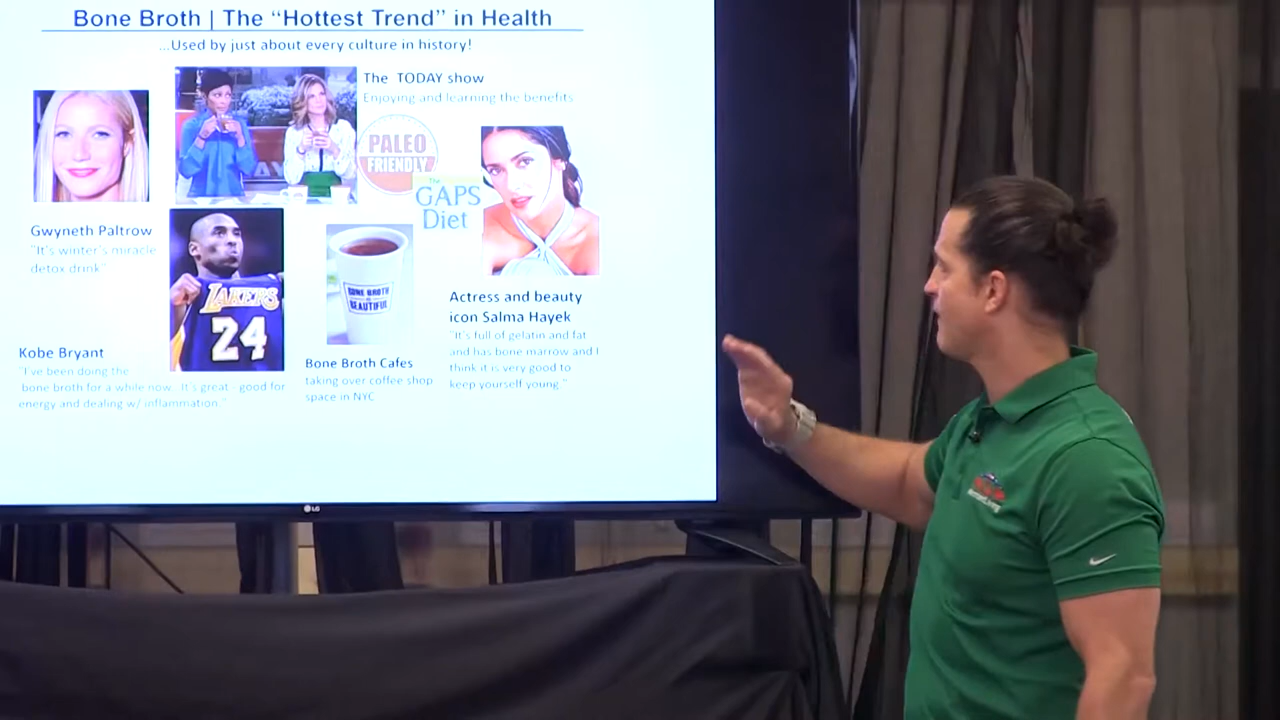 Bone Broth | The “Hottest Trend” in Health
...Used by just about every culture in history!
The TODAY show
Enjoying and learning the benefits
PALEO
FRIENDLY
The
GAPS
Diet
Gwyneth Paltrow
"It's winter's miracle
detox drink"
LAKERS
24
BONE BROTH
BEAUTIFUL
Actress and beauty
icon Salma Hayek
"It's full of gelatin and fat
and has bone marrow and I
think it is very good to
keep yourself young."
Kobe Bryant
"I've been doing the
bone broth for a while now. It's great - good for
energy and dealing w/ inflammation."
Bone Broth Cafes
taking over coffee shop
space in NYC
LG